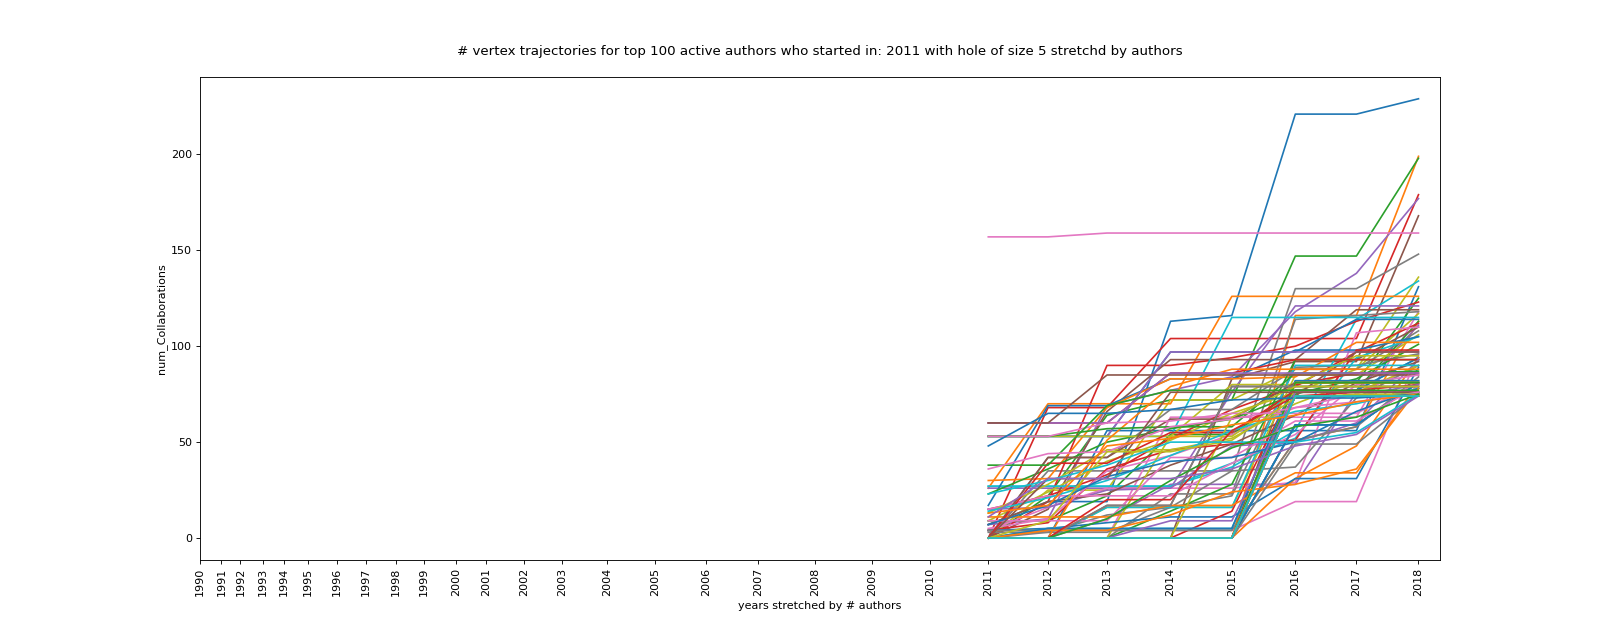 # vertex trajectories for top 100 active authors who started in: 2011 with hole of size 5 stretchd by authors
num_Collaborations
200
150
100
50
0
1990 1991 1992 1993 1994 1995 1996 1997 1998 1999 2000 2001 2002 2003 2004 2005 2006 2007 2008 2009 2010 2011 2012 2013 2014 2015 2016 2017 2018
years stretched by # authors